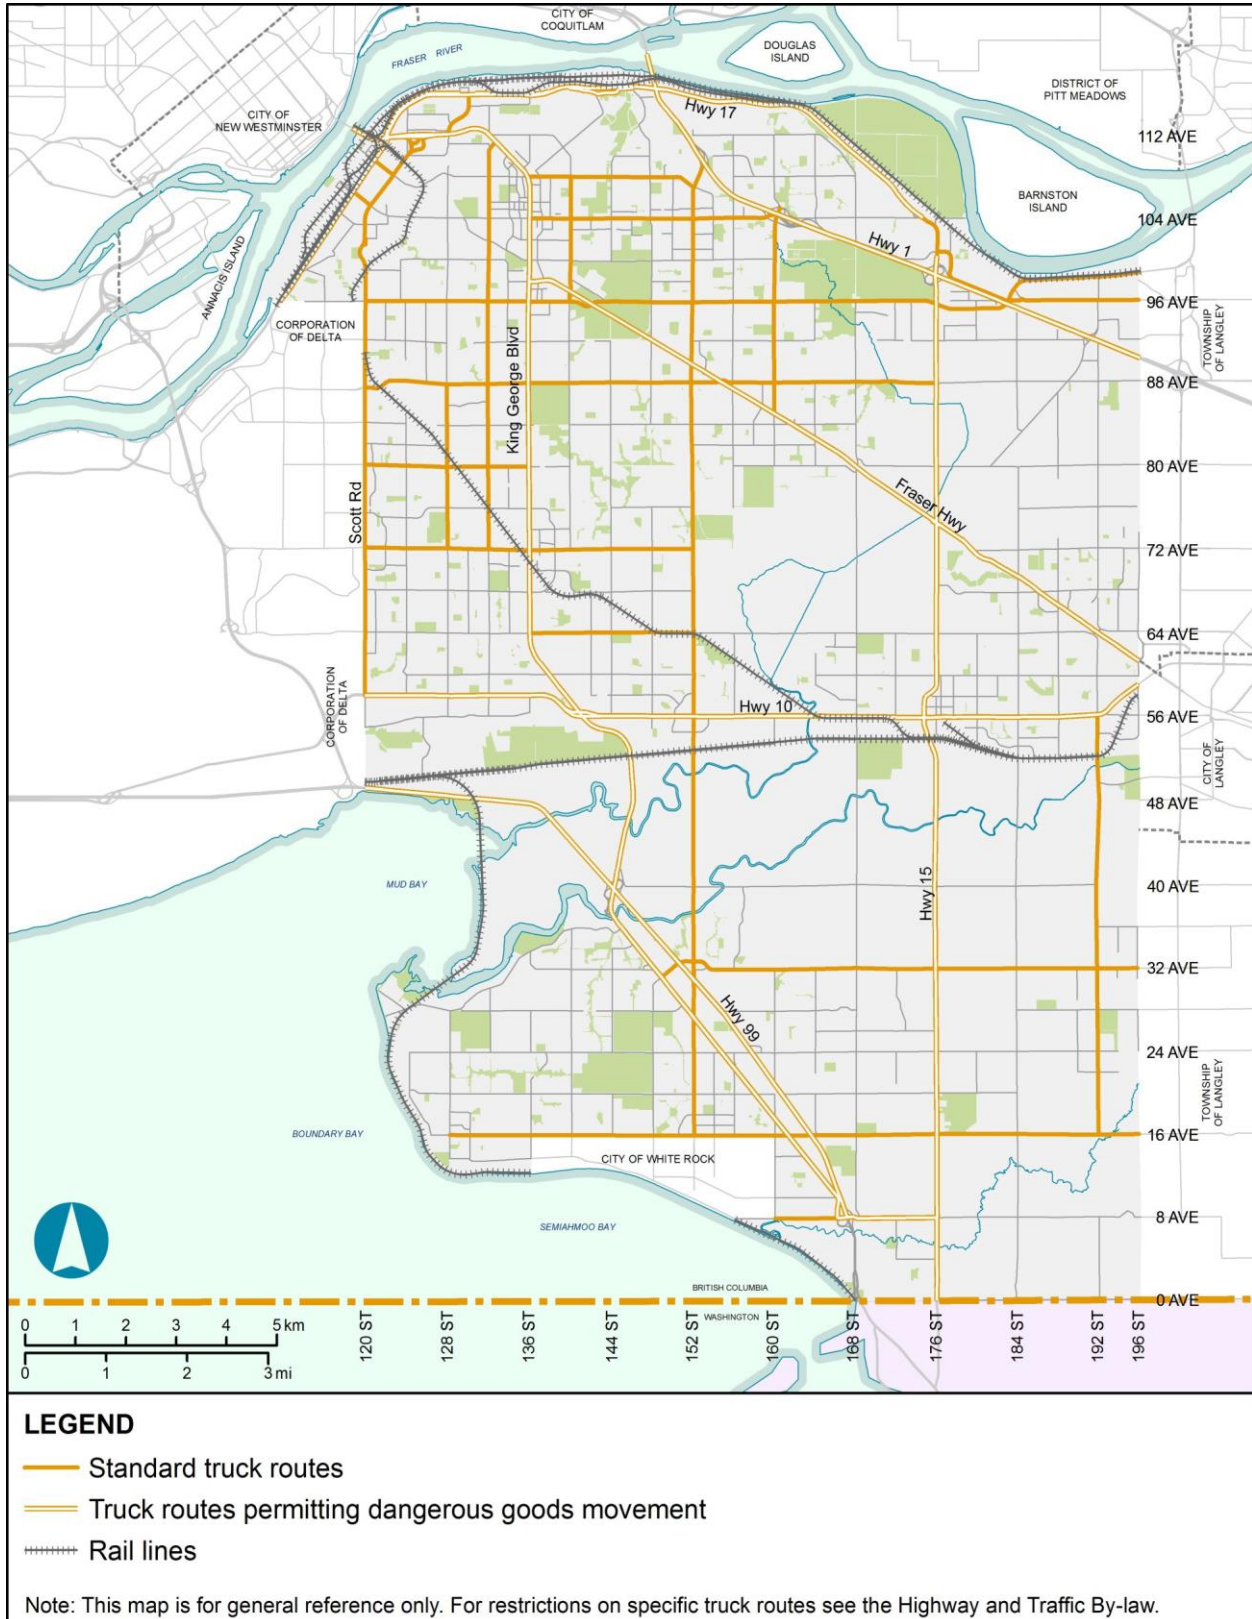 CITY OF
COQUITLAM
DOUGLAS
ISLAND
FRASER RIVER
DISTRICT OF
PITT MEADOWS
CITY OF
NEW WESTMINSTER
Hwy 17
112 AVE
BARNSTON
ISLAND
104 AVE
Hwy 1
ANNACIS ISLAND
96 AVE
CORPORATION
OF DELTA
TOWNSHIP
OF LANGLEY
King George Blvd
88 AVE
80 AVE
Fraser Hwy
Scott Rd
72 AVE
64 AVE
CORPORATION
OF DELTA
Hwy 10
56 AVE
CITY OF
LANGLEY
48 AVE
MUD BAY
40 AVE
Hwy 15
32 AVE
Hwy 99
24 AVE
TOWNSHIP
OF LANGLEY
BOUNDARY BAY
16 AVE
CITY OF WHITE ROCK
SEMIAHMOO BAY
8 AVE
BRITISH COLUMBIA
0 AVE
WASHINGTON
0 1 2 3 4 5 km
0 1 2 3 mi
120 ST
128 ST
136 ST
144 ST
152 ST
160 ST
168 ST
176 ST
184 ST
192 ST
196 ST
LEGEND
Standard truck routes
Truck routes permitting dangerous goods movement
Rail lines
Note: This map is for general reference only. For restrictions on specific truck routes see the Highway and Traffic By-law.